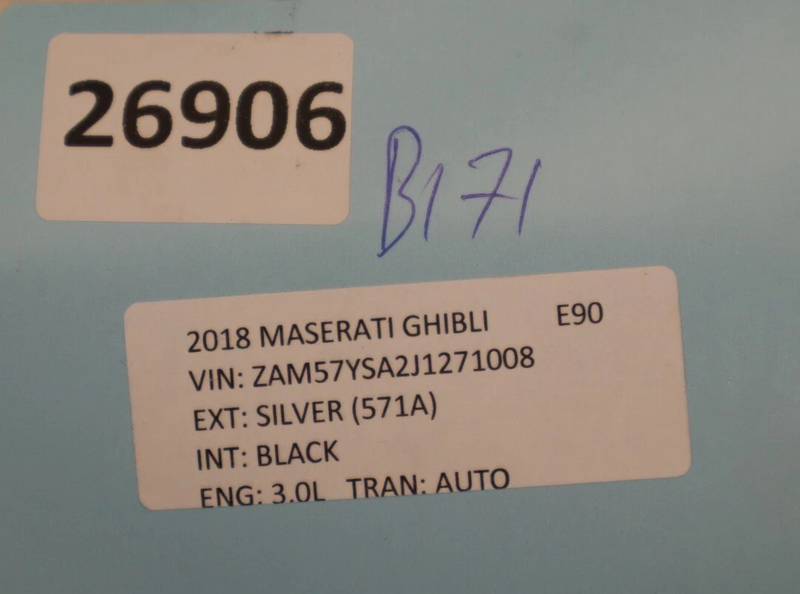 26906
B171
2018 MASERATI GHIBLI E90
VIN: ZAM57YSA2J1271008
EXT: SILVER (571A)
INT: BLACK
ENG: 3.0L TRAN: AUTO